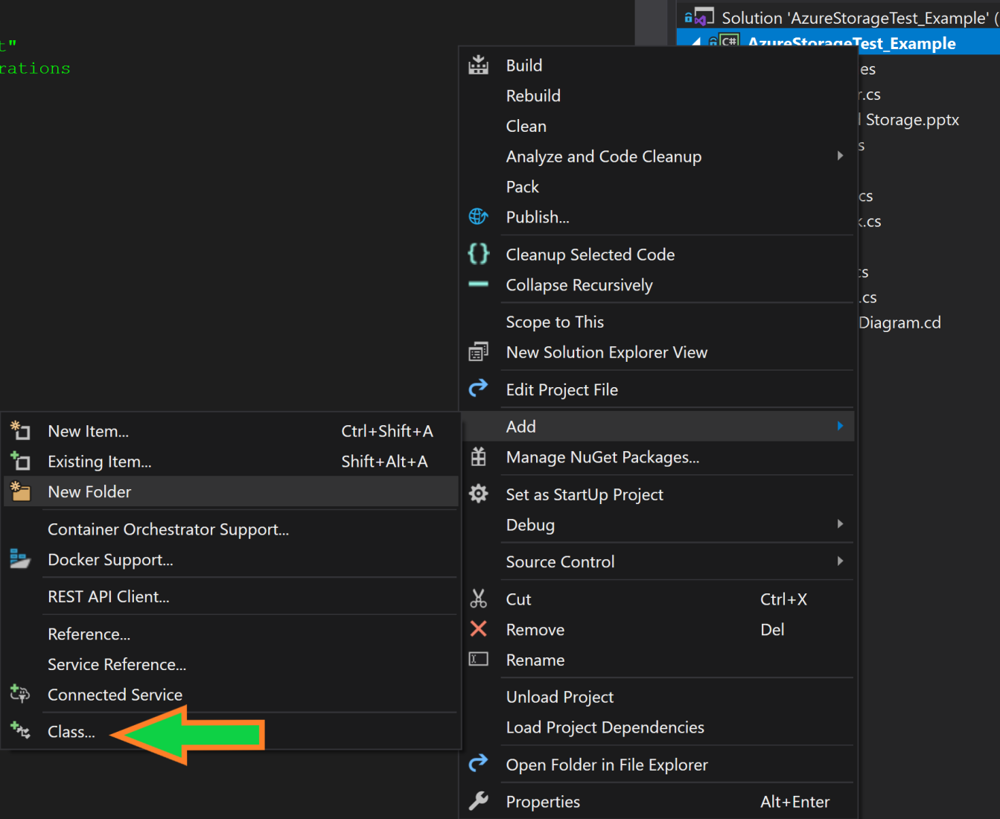 t"
rations
Solution 'AzureStorageTest_Example' (
C# AzureStorageTest_Example
es
r.cs
l Storage.pptx
s
cs
k.cs
cs
.cs
Diagram.cd
Build
Rebuild
Clean
Analyze and Code Cleanup
Pack
Publish...
Cleanup Selected Code
Collapse Recursively
Scope to This
New Solution Explorer View
Edit Project File
Add
Manage NuGet Packages...
Set as StartUp Project
Debug
Source Control
Cut Ctrl+X
Remove Del
Rename
Unload Project
Load Project Dependencies
Open Folder in File Explorer
Properties Alt+Enter
New Item... Ctrl+Shift+A
Existing Item... Shift+Alt+A
New Folder
Container Orchestrator Support...
Docker Support...
REST API Client...
Reference...
Service Reference...
Connected Service
Class...